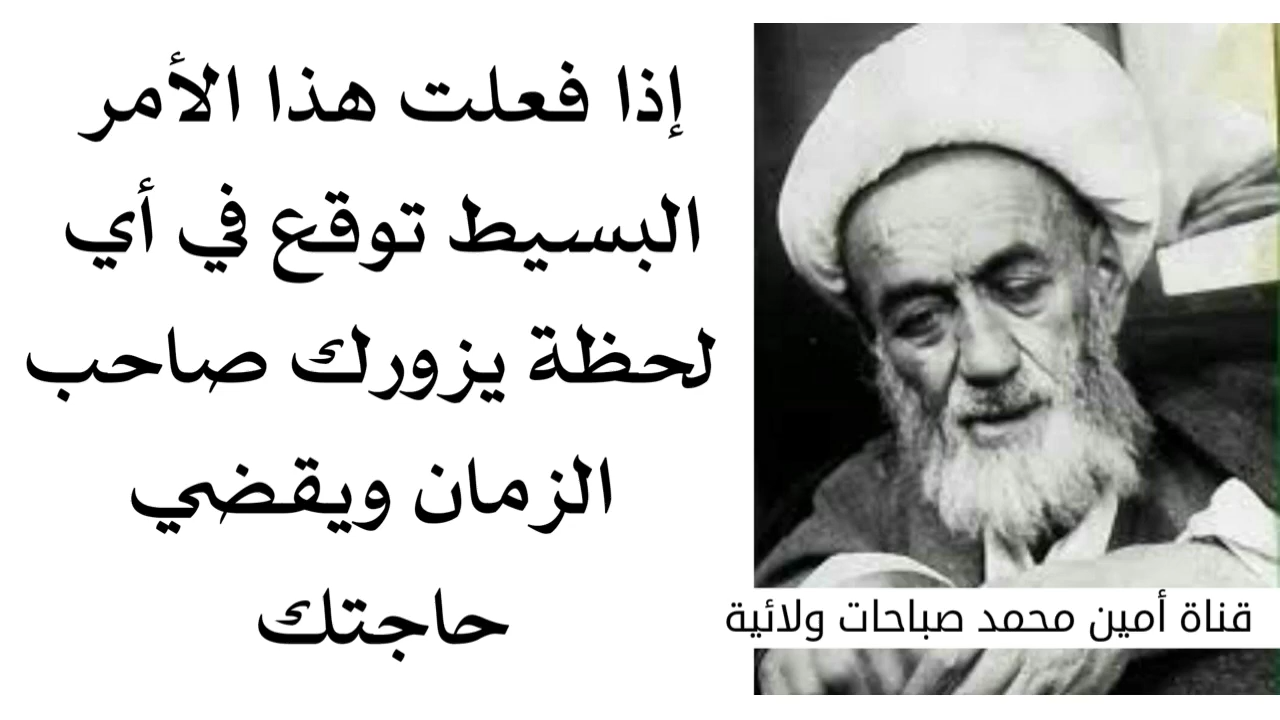 إذا فعلت هذا الأمر
البسيط توقع في أي
لحظة يزورك صاحب
الزمان ويقضي
حاجتك
قناة أمين محمد صباحات ولائية